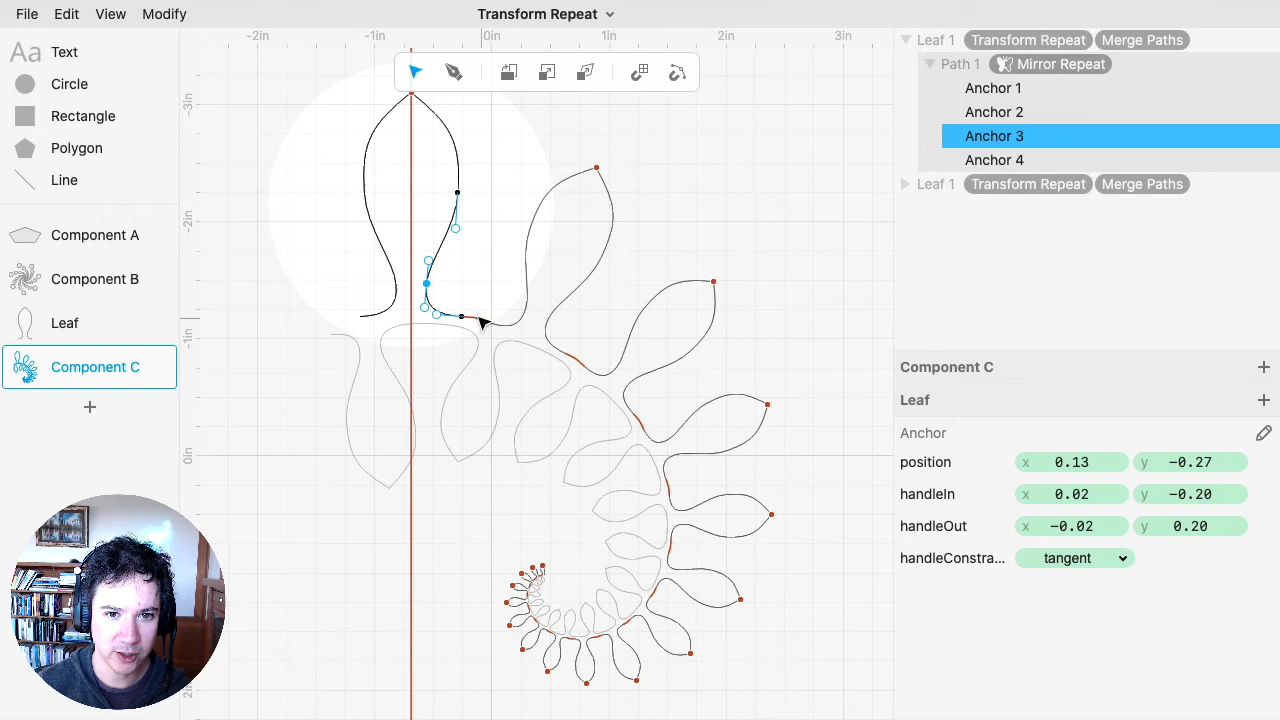 File Edit View Modify
Transform Repeat
Aa Text
Circle
Rectangle
Polygon
Line
Component A
Component B
Leaf
Component C
-2in -1in 0in 1in 2in 3in
-3in
-2in
-1in
0in
Leaf 1 Transform Repeat Merge Paths
Path 1 Mirror Repeat
Anchor 1
Anchor 2
Anchor 3
Anchor 4
Leaf 1 Transform Repeat Merge Paths
Component C
Leaf
Anchor
position x 0.13 y -0.27
handleIn x 0.02 y -0.20
handleOut x -0.02 y 0.20
handleConstra... tangent